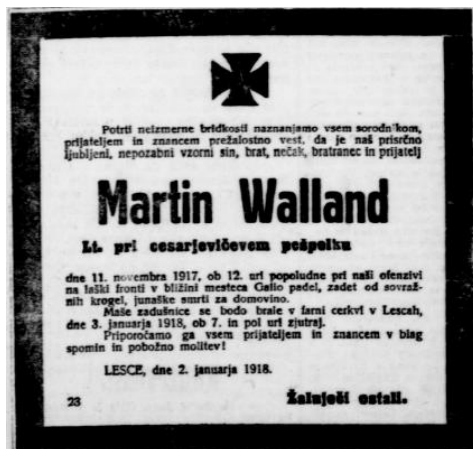 Potrti neizmerne bridkosti naznanjamo vsem sorodnikom,
prijateljem in znancem prežalostno vest, da je naš prisrčno
ljubljeni, nepozabni vzorni sin, brat, nečak, bratranec in prijatelj
Martin Walland
Lt. pri cesarjevičevem pešpolku
dne 11. novembra 1917, ob 12. uri popoludne pri naši ofenzivi
na laški fronti v bližini mesteca Gallio padel, zadet od sovraž-
nih krogel, junaške smrti za domovino.
Maše zadušnice se bodo brale v farni cerkvi v Lescah,
dne 3. januarja 1918, ob 7. in pol uri zjutraj.
Priporočamo ga vsem prijateljem in znancem v blag
spomin in pobožno molitev!
LESCE, dne 2. januarja 1918.
23 Žalujoči ostali.